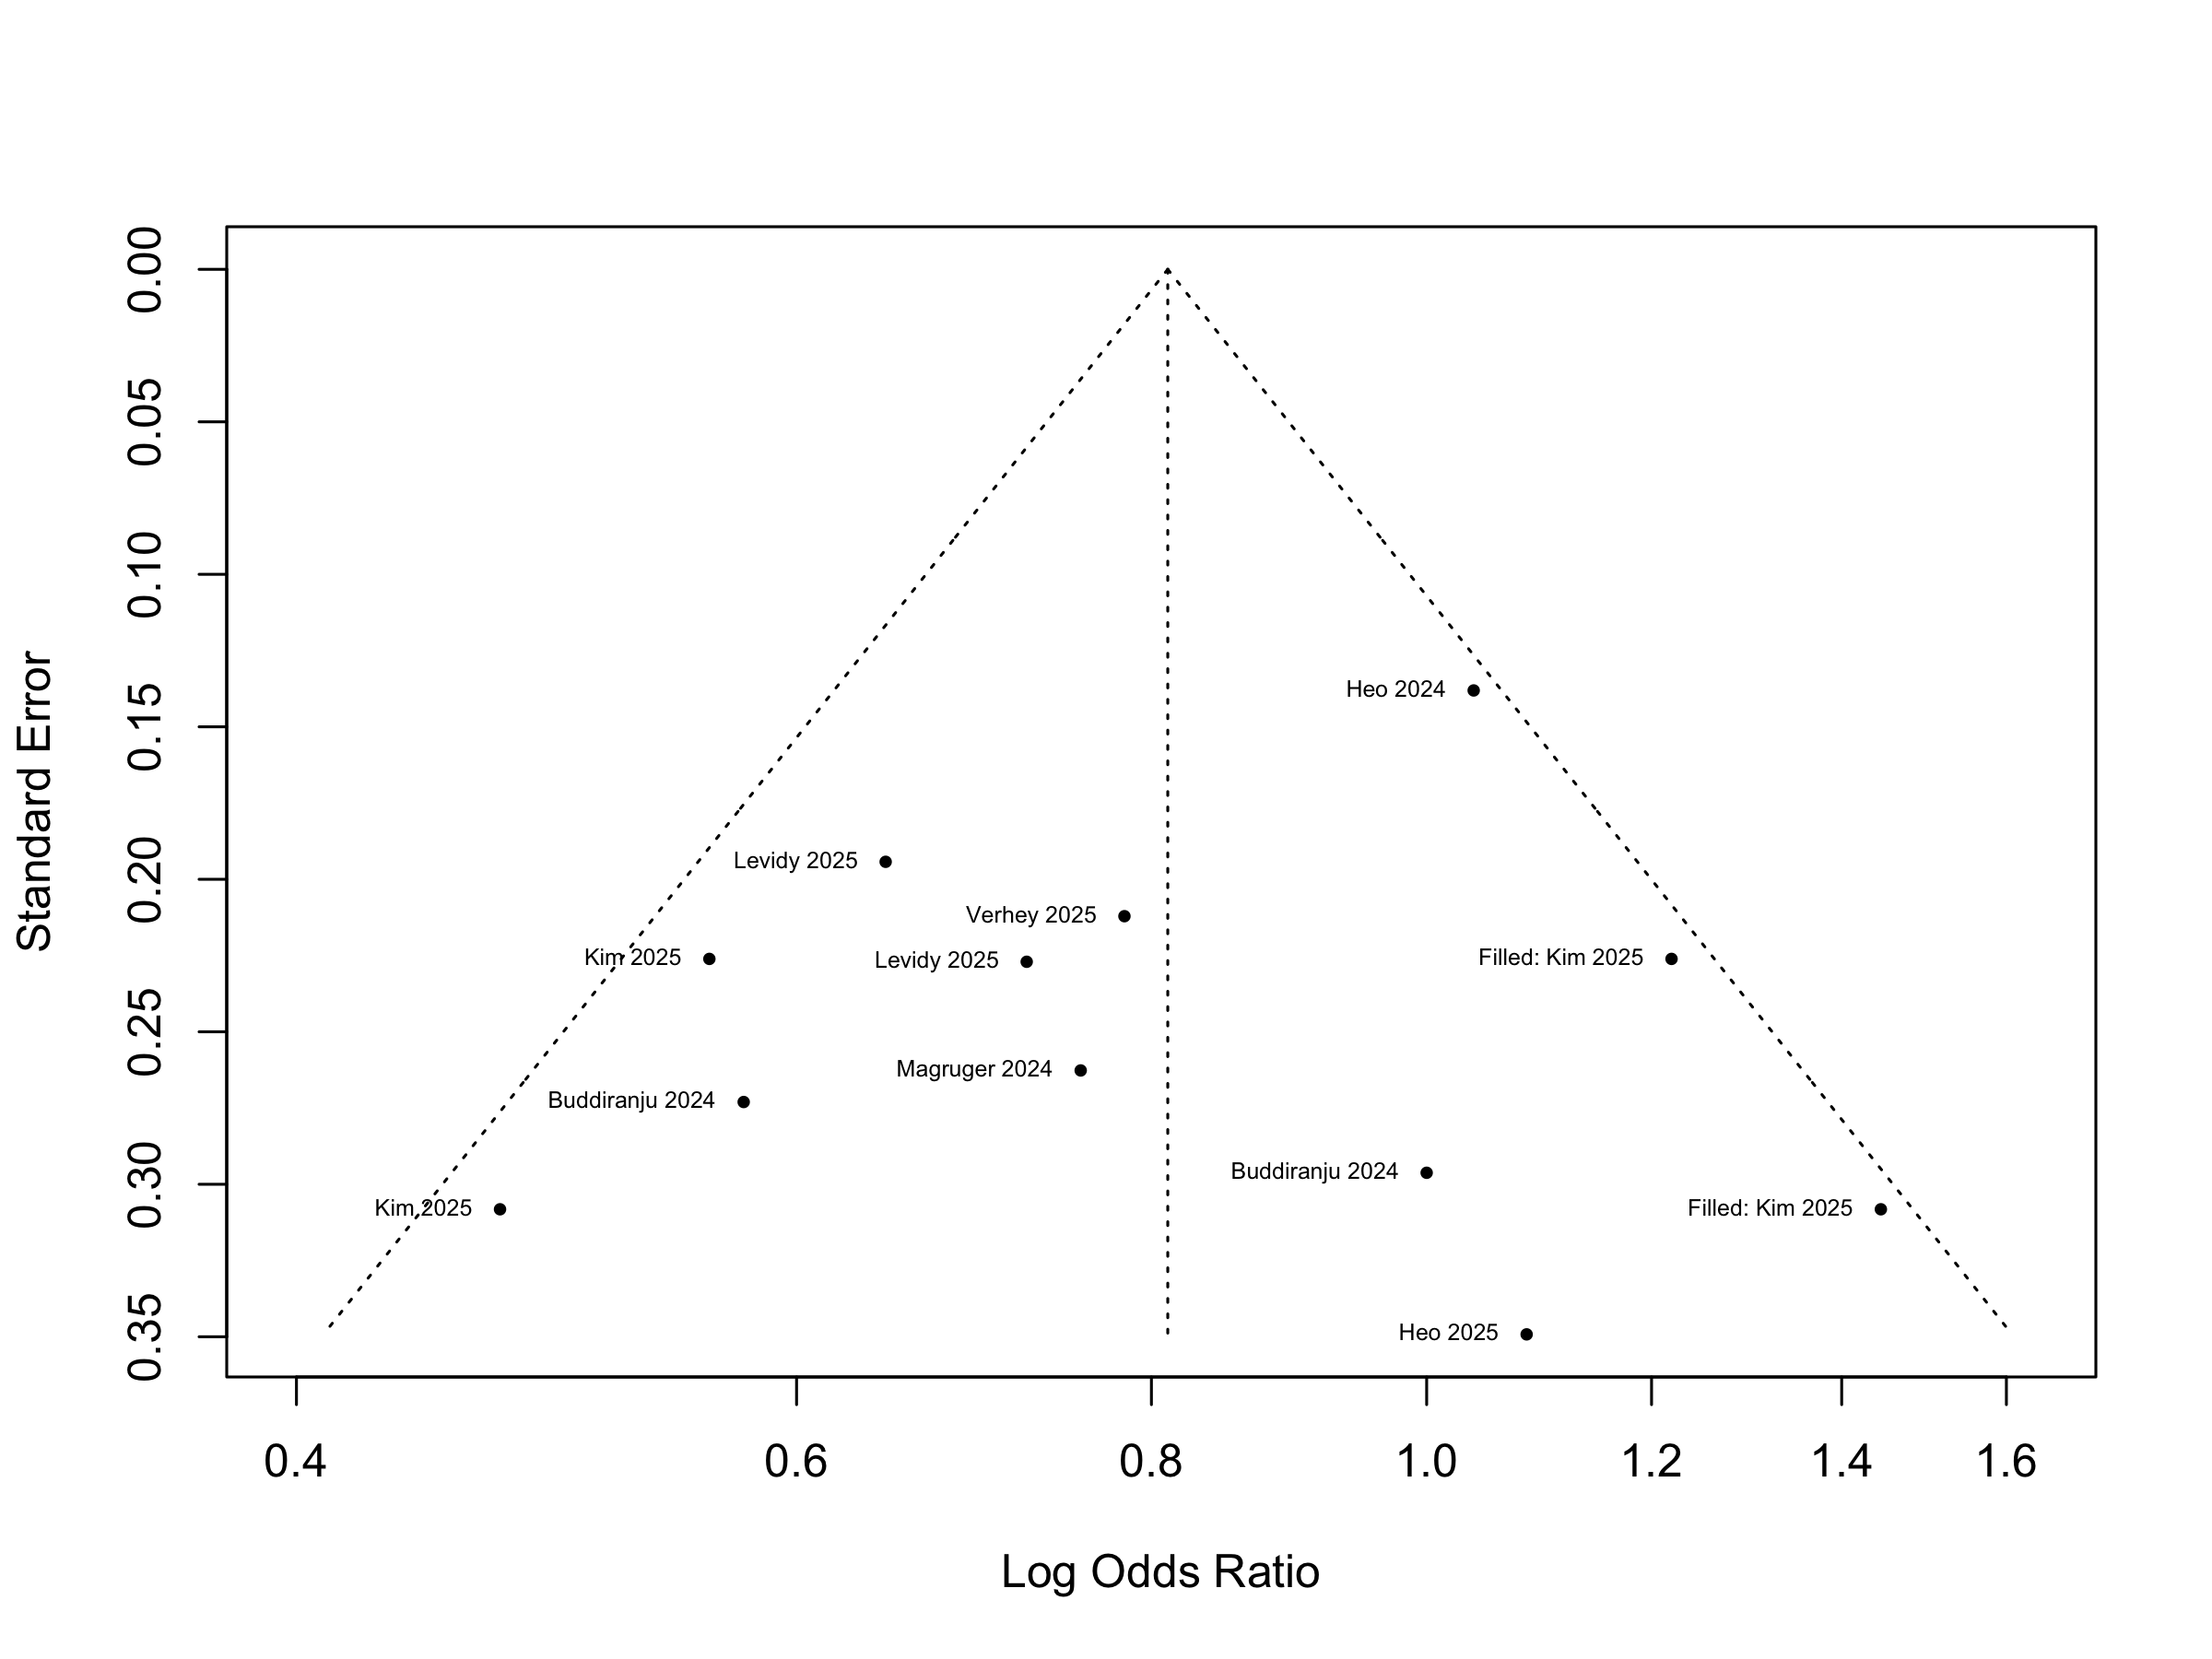 0.00
0.05
0.10
0.15
0.20
0.25
0.30
0.35
Standard Error
Heo 2024
Levidy 2025
Verhey 2025
Kim 2025
Levidy 2025
Filled: Kim 2025
Magruger 2024
Buddiranju 2024
Buddiranju 2024
Kim 2025
Filled: Kim 2025
Heo 2025
0.4 0.6 0.8 1.0 1.2 1.4 1.6
Log Odds Ratio